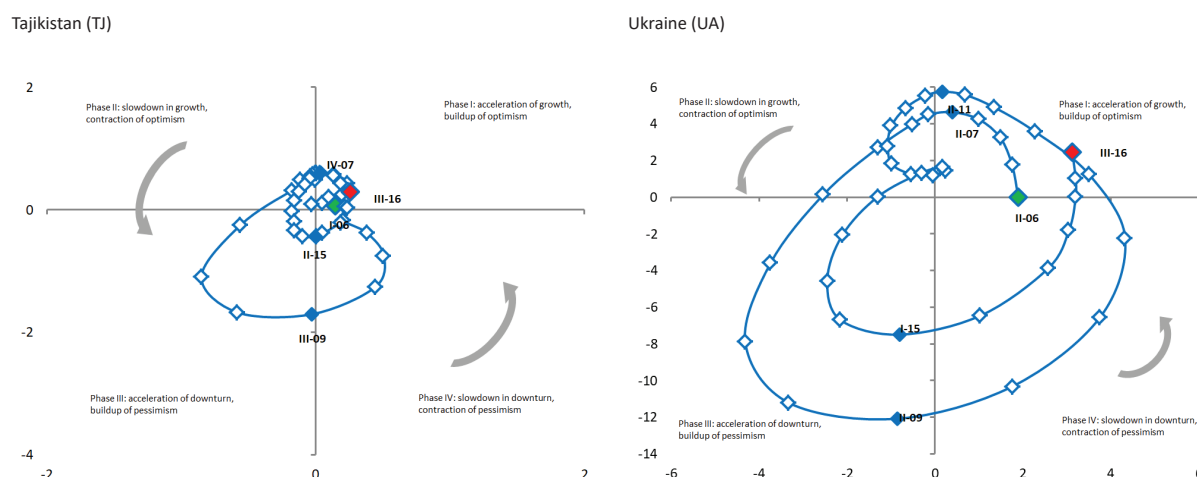 Tajikistan (TJ)
2
Phase II: slowdown in growth,
contraction of optimism
Phase I: acceleration of growth,
buildup of optimism
IV-07
III-16
0
I-06
II-15
-2
III-09
Phase III: acceleration of downturn,
buildup of pessimism
Phase IV: slowdown in downturn,
contraction of pessimism
-4
-2
0
2
Ukraine (UA)
6
Phase II: slowdown in growth,
contraction of optimism
Phase I: acceleration of growth,
buildup of optimism
II-11
4
II-07
III-16
2
0
II-06
-2
-4
-6
I-15
-8
-10
-12
II-09
Phase III: acceleration of downturn,
buildup of pessimism
Phase IV: slowdown in downturn,
contraction of pessimism
-14
-6
-4
-2
0
2
4